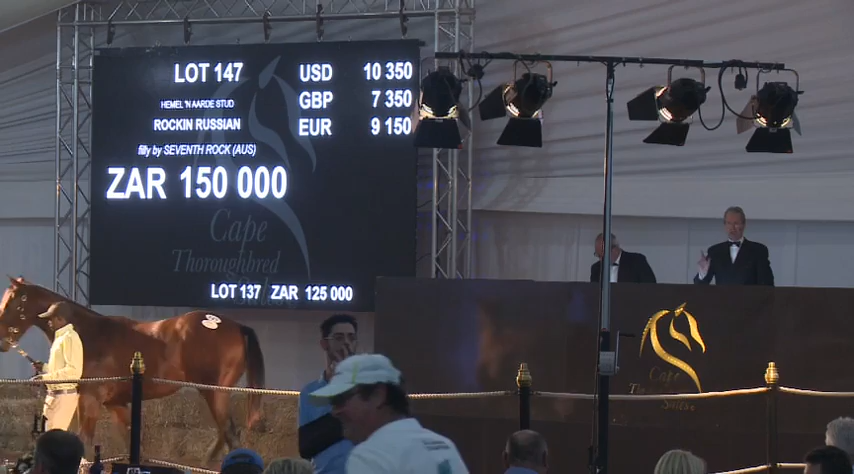 LOT 147
USD 10 350
HEMEL 'N AARDE STUD
GBP 7 350
ROCKIN RUSSIAN
EUR 9 150
filly by SEVENTH ROCK (AUS)
ZAR 150 000
Cape
Thoroughbred
Sales
LOT 137 ZAR 125 000
Cape